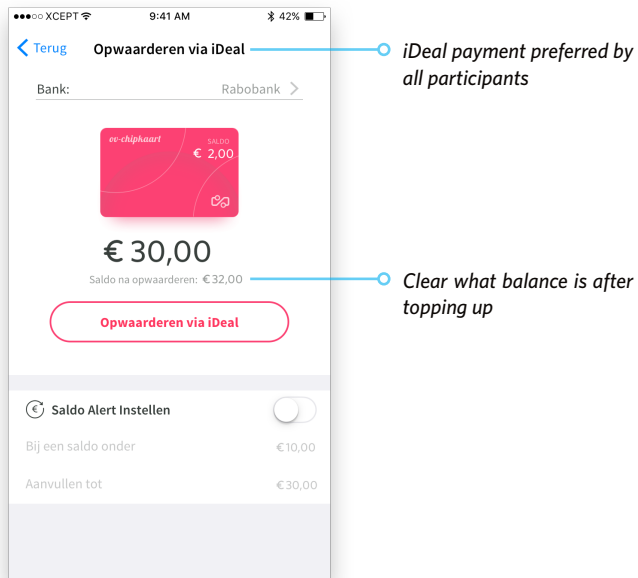 XCEPT 9:41 AM 42%
Terug Opwaarderen via iDeal
iDeal payment preferred by
all participants
Bank: Rabobank
ov-chipkaart
SALDO
€ 2,00
€ 30,00
Saldo na opwaarderen: €32,00
Clear what balance is after
topping up
Opwaarderen via iDeal
Saldo Alert Instellen
Bij een saldo onder €10,00
Aanvullen tot €30,00